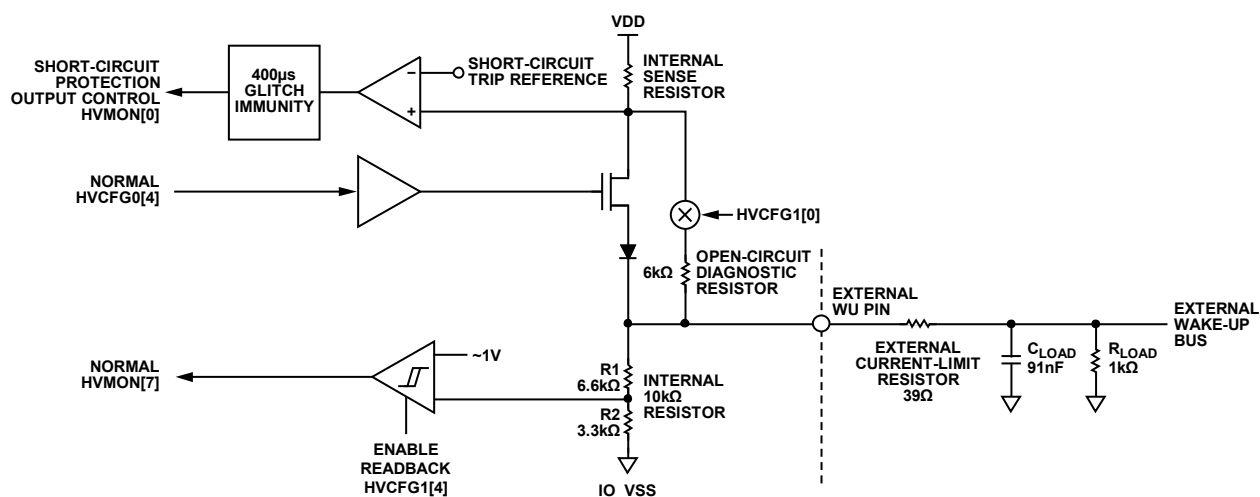 VDD
SHORT-CIRCUIT
PROTECTION
OUTPUT CONTROL
HVMON[0]
400µs
GLITCH
IMMUNITY
–
+
SHORT-CIRCUIT
TRIP REFERENCE
INTERNAL
SENSE
RESISTOR
NORMAL
HVCFG0[4]
HVCFG1[0]
6kΩ
OPEN-CIRCUIT
DIAGNOSTIC
RESISTOR
EXTERNAL
WU PIN
EXTERNAL
CURRENT-LIMIT
RESISTOR
39Ω
CLOAD
91nF
RLOAD
1kΩ
EXTERNAL
WAKE-UP
BUS
NORMAL
HVMON[7]
~1V
ENABLE
READBACK
HVCFG1[4]
R1
6.6kΩ
R2
3.3kΩ
INTERNAL
10kΩ
RESISTOR
IO_VSS